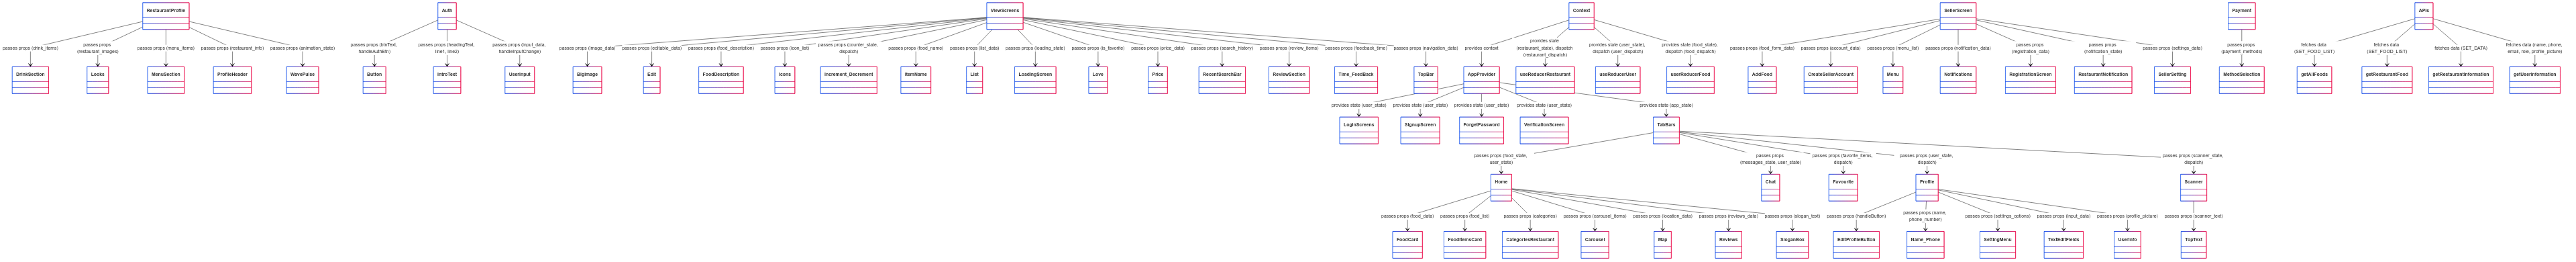 RestaurantProfile
Auth
ViewScreens
Context
SellerScreen
Payment
APIs
passes props (drink_items)
passes props
(restaurant_images)
passes props (menu_items)
passes props (restaurant_info)
passes props (animation_state)
passes props (btnText,
handleAuthBtn)
passes props (headingText,
line1, line2)
passes props (input_data,
handleInputChange)
passes props (image_data)
passes props (editable_data)
passes props (food_description)
passes props (icon_list)
passes props (counter_state,
dispatch)
passes props (food_name)
passes props (list_data)
passes props (loading_state)
passes props (is_favorite)
passes props (price_data)
passes props (search_history)
passes props (review_items)
passes props (feedback_time)
passes props (navigation_data)
provides context
provides state
(restaurant_state), dispatch
(restaurant_dispatch)
provides state (user_state),
dispatch (user_dispatch)
provides state (food_state),
dispatch (food_dispatch)
passes props (food_form_data)
passes props (account_data)
passes props (menu_list)
passes props (notification_data)
passes props
(registration_data)
passes props
(notification_state)
passes props (settings_data)
passes props
(payment_methods)
fetches data
(SET_FOOD_LIST)
fetches data
(SET_FOOD_LIST)
fetches data (SET_DATA)
fetches data (name, phone,
email, role, profile_picture)
DrinkSection
Looks
MenuSection
ProfileHeader
WavePulse
Button
IntroText
UserInput
BigImage
Edit
FoodDescription
Icons
Increment_Decrement
ItemName
List
LoadingScreen
Love
Price
RecentSearchBar
ReviewSection
Time_FeedBack
TopBar
AppProvider
useReducerRestaurant
useReducerUser
useReducerFood
AddFood
CreateSellerAccount
Menu
Notifications
RegistrationScreen
RestaurantNotification
SellerSetting
MethodSelection
getAllFoods
getRestaurantFood
getRestaurantInformation
getUserInformation
provides state (user_state)
provides state (user_state)
provides state (user_state)
provides state (user_state)
provides state (app_state)
LoginScreens
SignupScreen
ForgetPassword
VerificationScreen
TabBars
passes props (food_state,
user_state)
passes props
(messages_state, user_state)
passes props (favorite_items,
dispatch)
passes props (user_state,
dispatch)
passes props (scanner_state,
dispatch)
Home
Chat
Favourite
Profile
Scanner
passes props (food_data)
passes props (food_list)
passes props (categories)
passes props (carousel_items)
passes props (location_data)
passes props (reviews_data)
passes props (slogan_text)
passes props (handleButton)
passes props (name,
phone_number)
passes props (settings_options)
passes props (input_data)
passes props (profile_picture)
passes props (scanner_text)
FoodCard
FoodItemsCard
CategoriesRestaurant
Carousel
Map
Reviews
SloganBox
EditProfileButton
Name_Phone
SettingMenu
TextEditFields
UserInfo
TopText